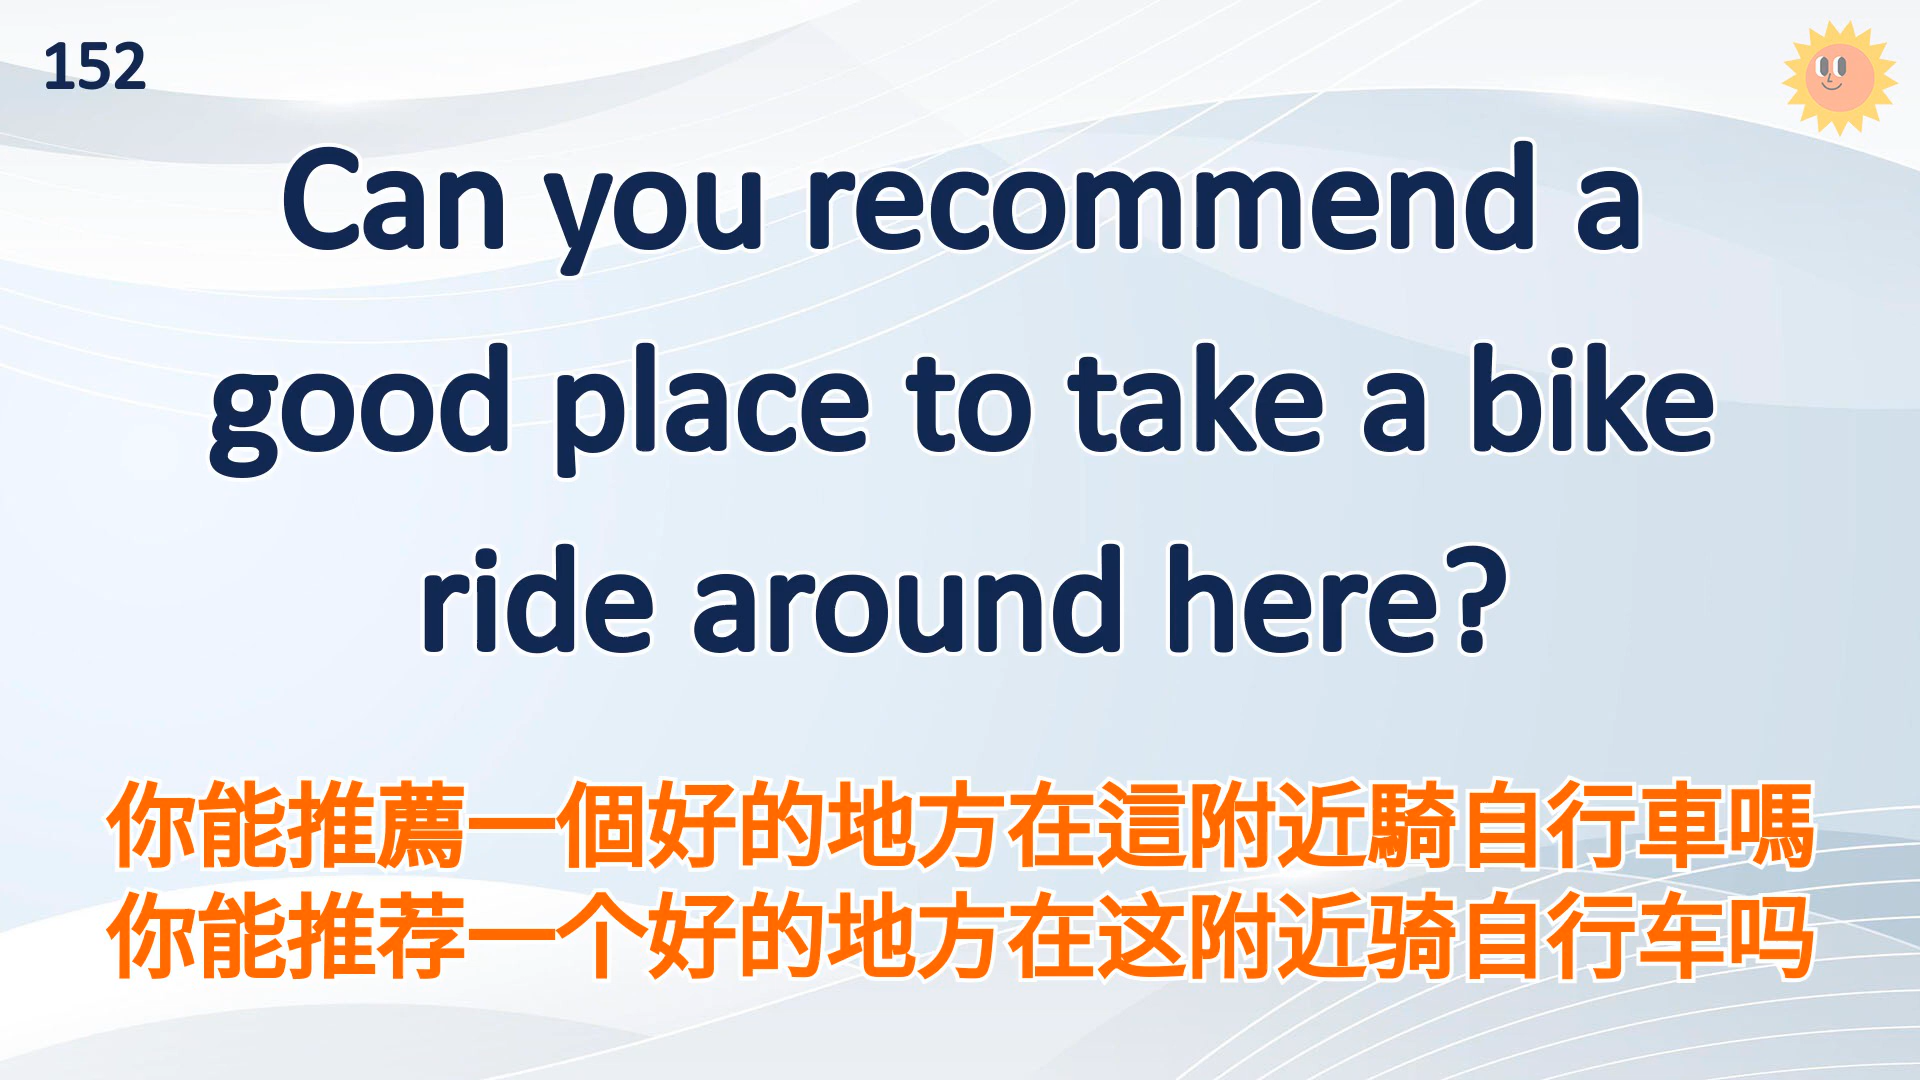 152
Can you recommend a
good place to take a bike
ride around here?
你能推薦一個好的地方在這附近騎自行車嗎
你能推荐一个好的地方在这附近骑自行车吗